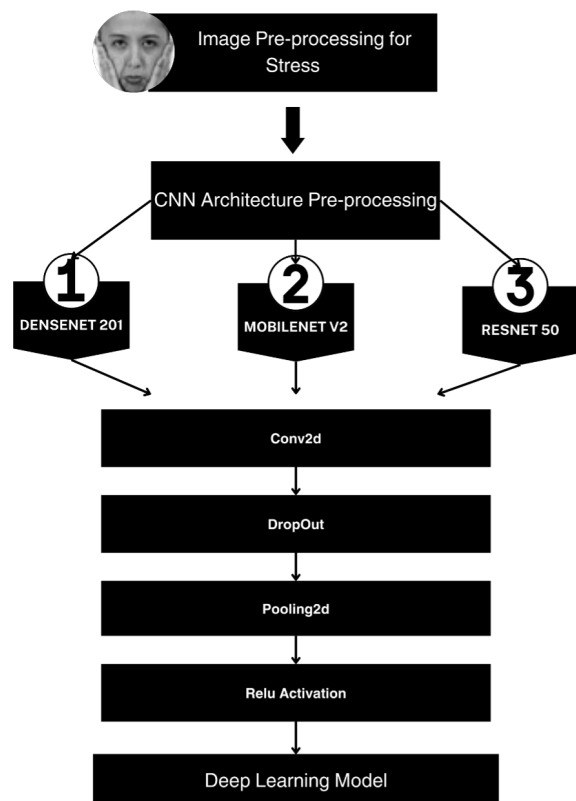 Image Pre-processing for
Stress
CNN Architecture Pre-processing
1
2
3
DENSENET 201
MOBILENET V2
RESNET 50
Conv2d
DropOut
Pooling2d
Relu Activation
Deep Learning Model